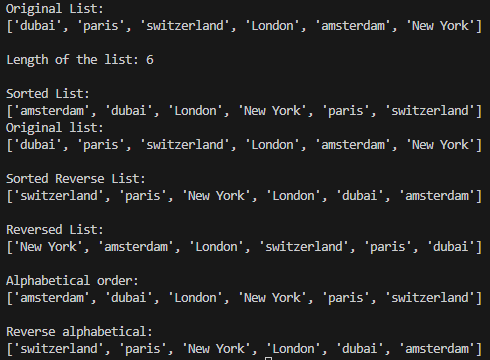 Original List:
['dubai', 'paris', 'switzerland', 'London', 'amsterdam', 'New York']
Length of the list: 6
Sorted List:
['amsterdam', 'dubai', 'London', 'New York', 'paris', 'switzerland']
Original list:
['dubai', 'paris', 'switzerland', 'London', 'amsterdam', 'New York']
Sorted Reverse List:
['switzerland', 'paris', 'New York', 'London', 'dubai', 'amsterdam']
Reversed List:
['New York', 'amsterdam', 'London', 'switzerland', 'paris', 'dubai']
Alphabetical order:
['amsterdam', 'dubai', 'London', 'New York', 'paris', 'switzerland']
Reverse alphabetical:
['switzerland', 'paris', 'New York', 'London', 'dubai', 'amsterdam']